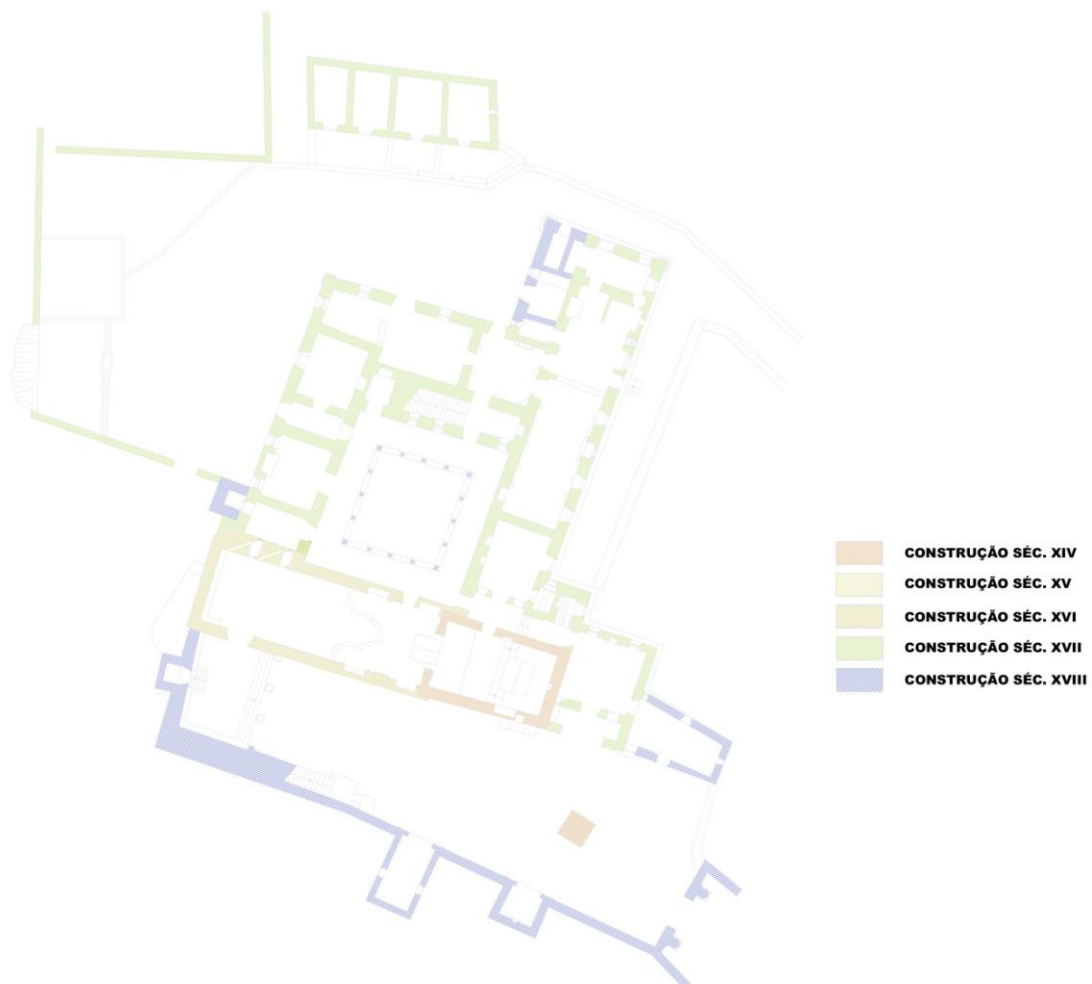 CONSTRUÇÃO SÉC. XIV
CONSTRUÇÃO SÉC. XV
CONSTRUÇÃO SÉC. XVI
CONSTRUÇÃO SÉC. XVII
CONSTRUÇÃO SÉC. XVIII